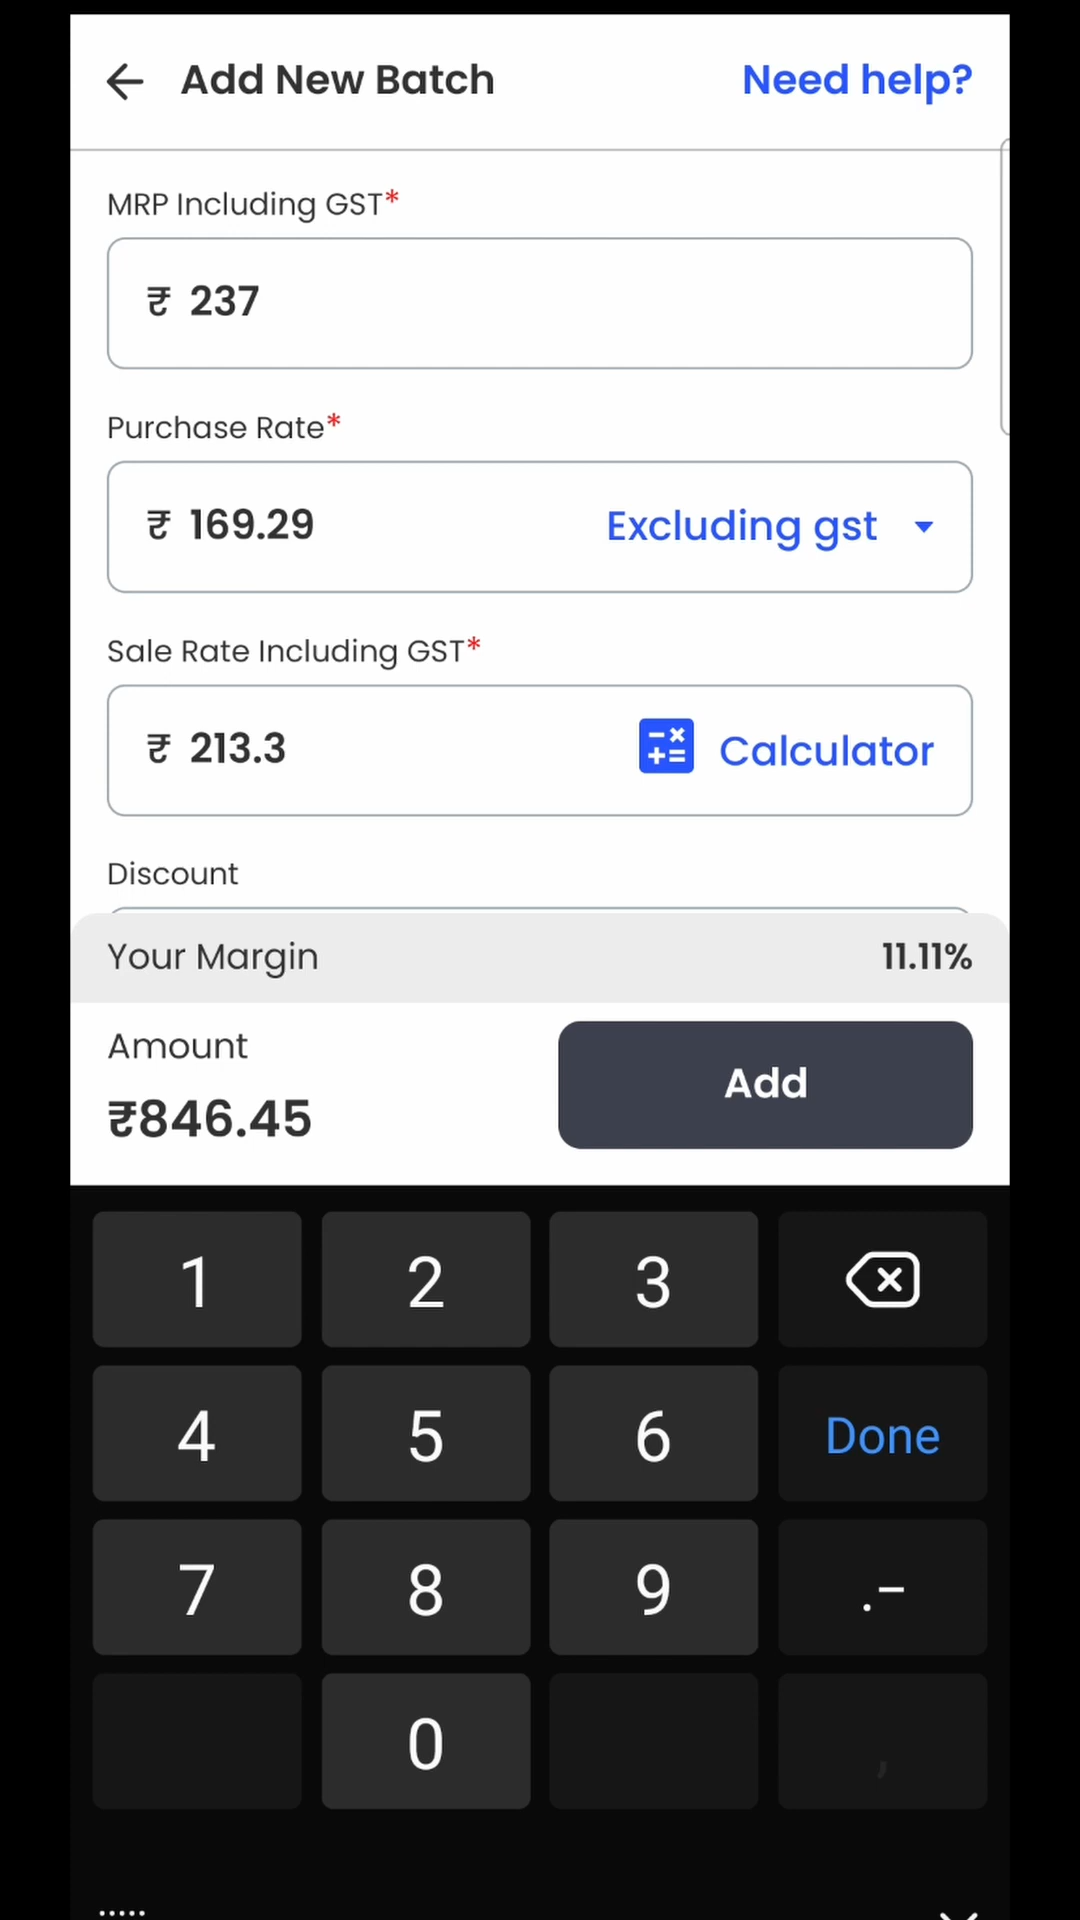 Add New Batch Need help?
MRP Including GST*
₹ 237
Purchase Rate*
₹ 169.29 Excluding gst
Sale Rate Including GST*
₹ 213.3 Calculator
Discount
Your Margin 11.11%
Amount
₹846.45
Add
1 2 3
4 5 6 Done
7 8 9 .-
0 ,